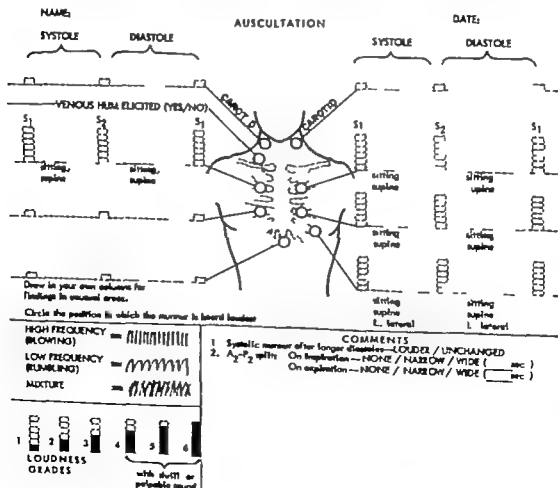 NAME:
AUSCULTATION
DATE:
SYSTOLE
DIASTOLE
SYSTOLE
DIASTOLE
CAROTID
CAROTID
VENOUS HUM ELICITED (YES/NO)
S1
S2
S1
S1
S2
S1
sitting,
supine
sitting,
supine
sitting
supine
sitting
supine
sitting
supine
sitting
supine
sitting
supine
L. lateral
sitting
supine
L lateral
Draw in your own columns for
findings in unusual areas.
Circle the position in which the murmur is heard loudest
HIGH FREQUENCY
(BLOWING)
LOW FREQUENCY
(RUMBLING)
MIXTURE
COMMENTS
1 Systolic murmur after longer diastoles—LOUDER / UNCHANGED
2. A2-P2 splits On inspiration — NONE / NARROW / WIDE ( sec )
On expiration — NONE / NARROW / WIDE ( sec )
1 2 3 4 5 6
LOUDNESS
GRADES
with thrill or
palpable sound